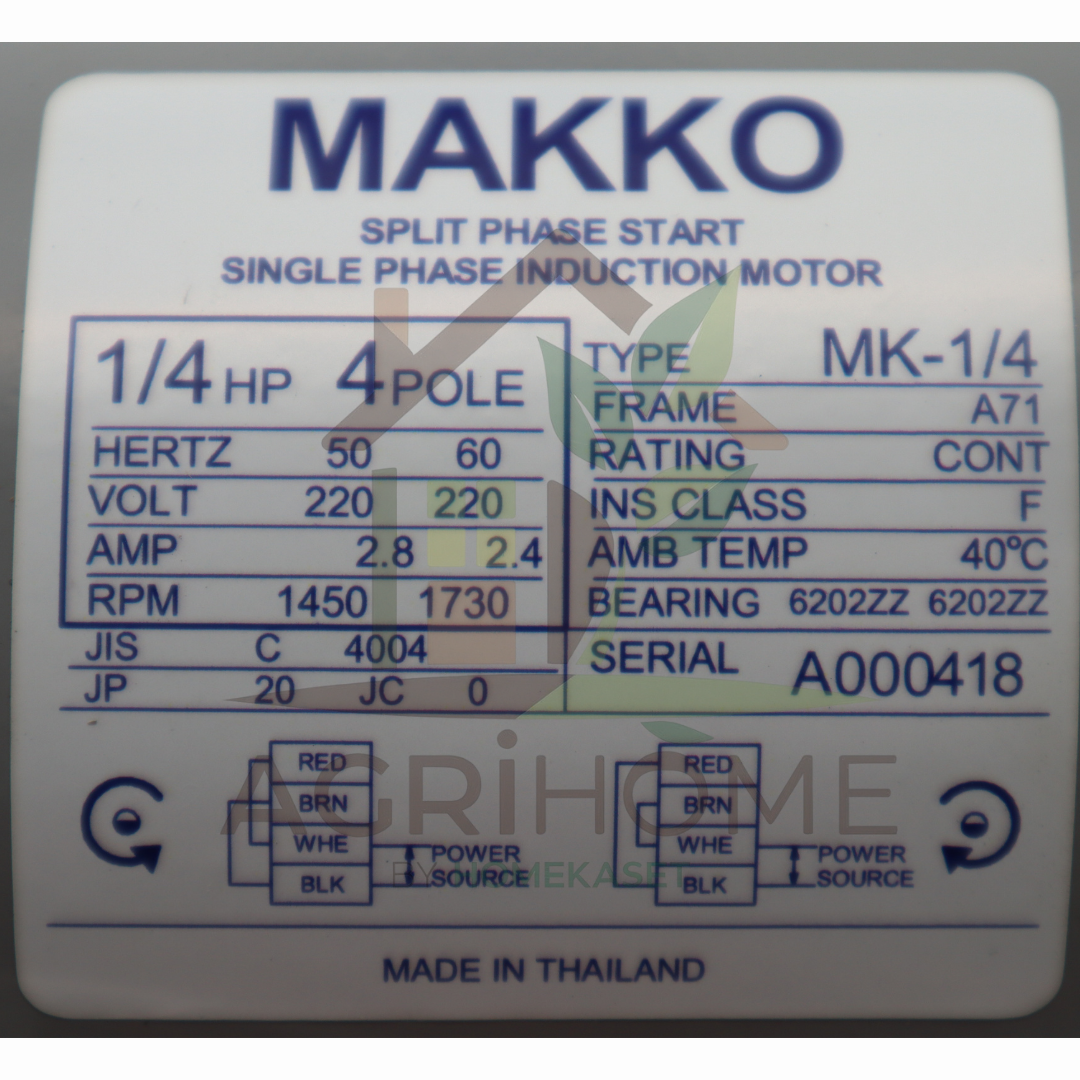 MAKKO
SPLIT PHASE START
SINGLE PHASE INDUCTION MOTOR
1/4 HP 4 POLE
HERTZ 50 60
VOLT 220 220
AMP 2.8 2.4
RPM 1450 1730
JIS C 4004
JP 20 JC 0
TYPE MK-1/4
FRAME A71
RATING CONT
INS CLASS F
AMB TEMP 40°C
BEARING 6202ZZ 6202ZZ
SERIAL A000418
RED
BRN
WHE
BLK
POWER
SOURCE
RED
BRN
WHE
BLK
POWER
SOURCE
AGRiHOME
BY HOMEKASET
MADE IN THAILAND